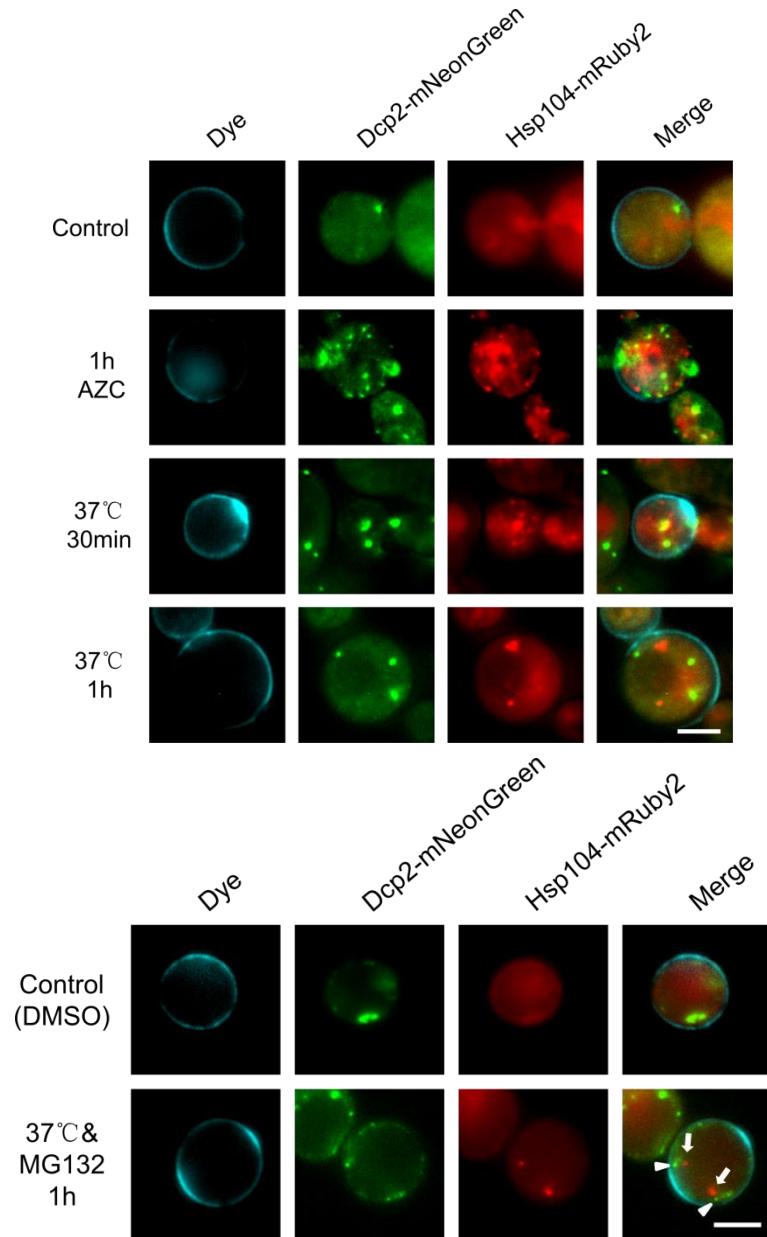 Dye
Dcp2-mNeonGreen
Hsp104-mRuby2
Merge
Control
1h
AZC
37℃
30min
37℃
1h
Dye
Dcp2-mNeonGreen
Hsp104-mRuby2
Merge
Control
(DMSO)
37℃&
MG132
1h